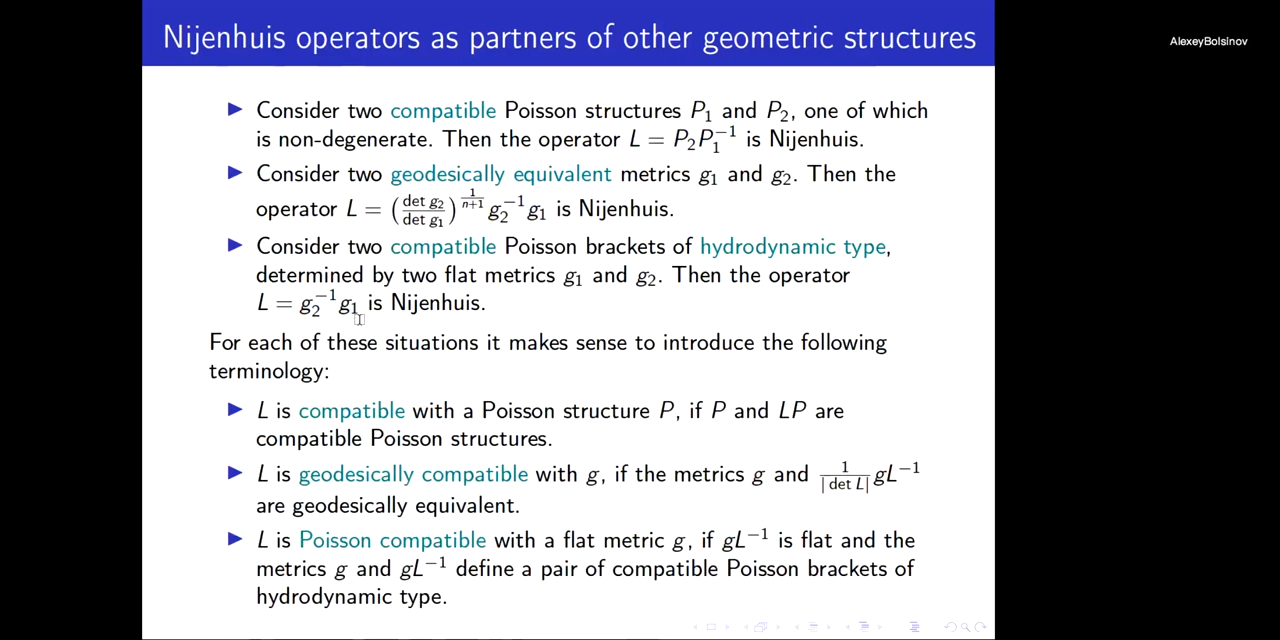 Nijenhuis operators as partners of other geometric structures
AlexeyBolsinov
▶ Consider two compatible Poisson structures P₁ and P₂, one of which
is non-degenerate. Then the operator L = P₂P₁⁻¹ is Nijenhuis.
▶ Consider two geodesically equivalent metrics g₁ and g₂. Then the
operator L = (det g₂/det g₁)^{1/(n+1)} g₂⁻¹g₁ is Nijenhuis.
▶ Consider two compatible Poisson brackets of hydrodynamic type,
determined by two flat metrics g₁ and g₂. Then the operator
L = g₂⁻¹g₁ is Nijenhuis.
For each of these situations it makes sense to introduce the following
terminology:
▶ L is compatible with a Poisson structure P, if P and LP are
compatible Poisson structures.
▶ L is geodesically compatible with g, if the metrics g and 1/|det L| gL⁻¹
are geodesically equivalent.
▶ L is Poisson compatible with a flat metric g, if gL⁻¹ is flat and the
metrics g and gL⁻¹ define a pair of compatible Poisson brackets of
hydrodynamic type.